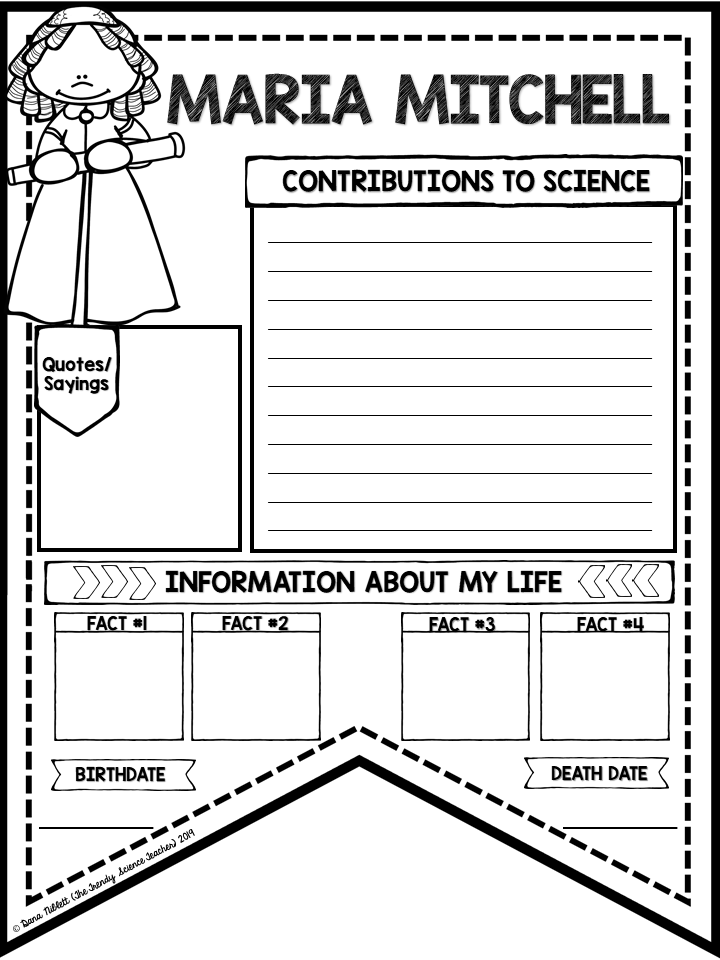 MARIA MITCHELL
CONTRIBUTIONS TO SCIENCE
Quotes/
Sayings
INFORMATION ABOUT MY LIFE
FACT #1
FACT #2
FACT #3
FACT #4
BIRTHDATE
DEATH DATE
© Dana Niblett (The Trendy Science Teacher) 2019